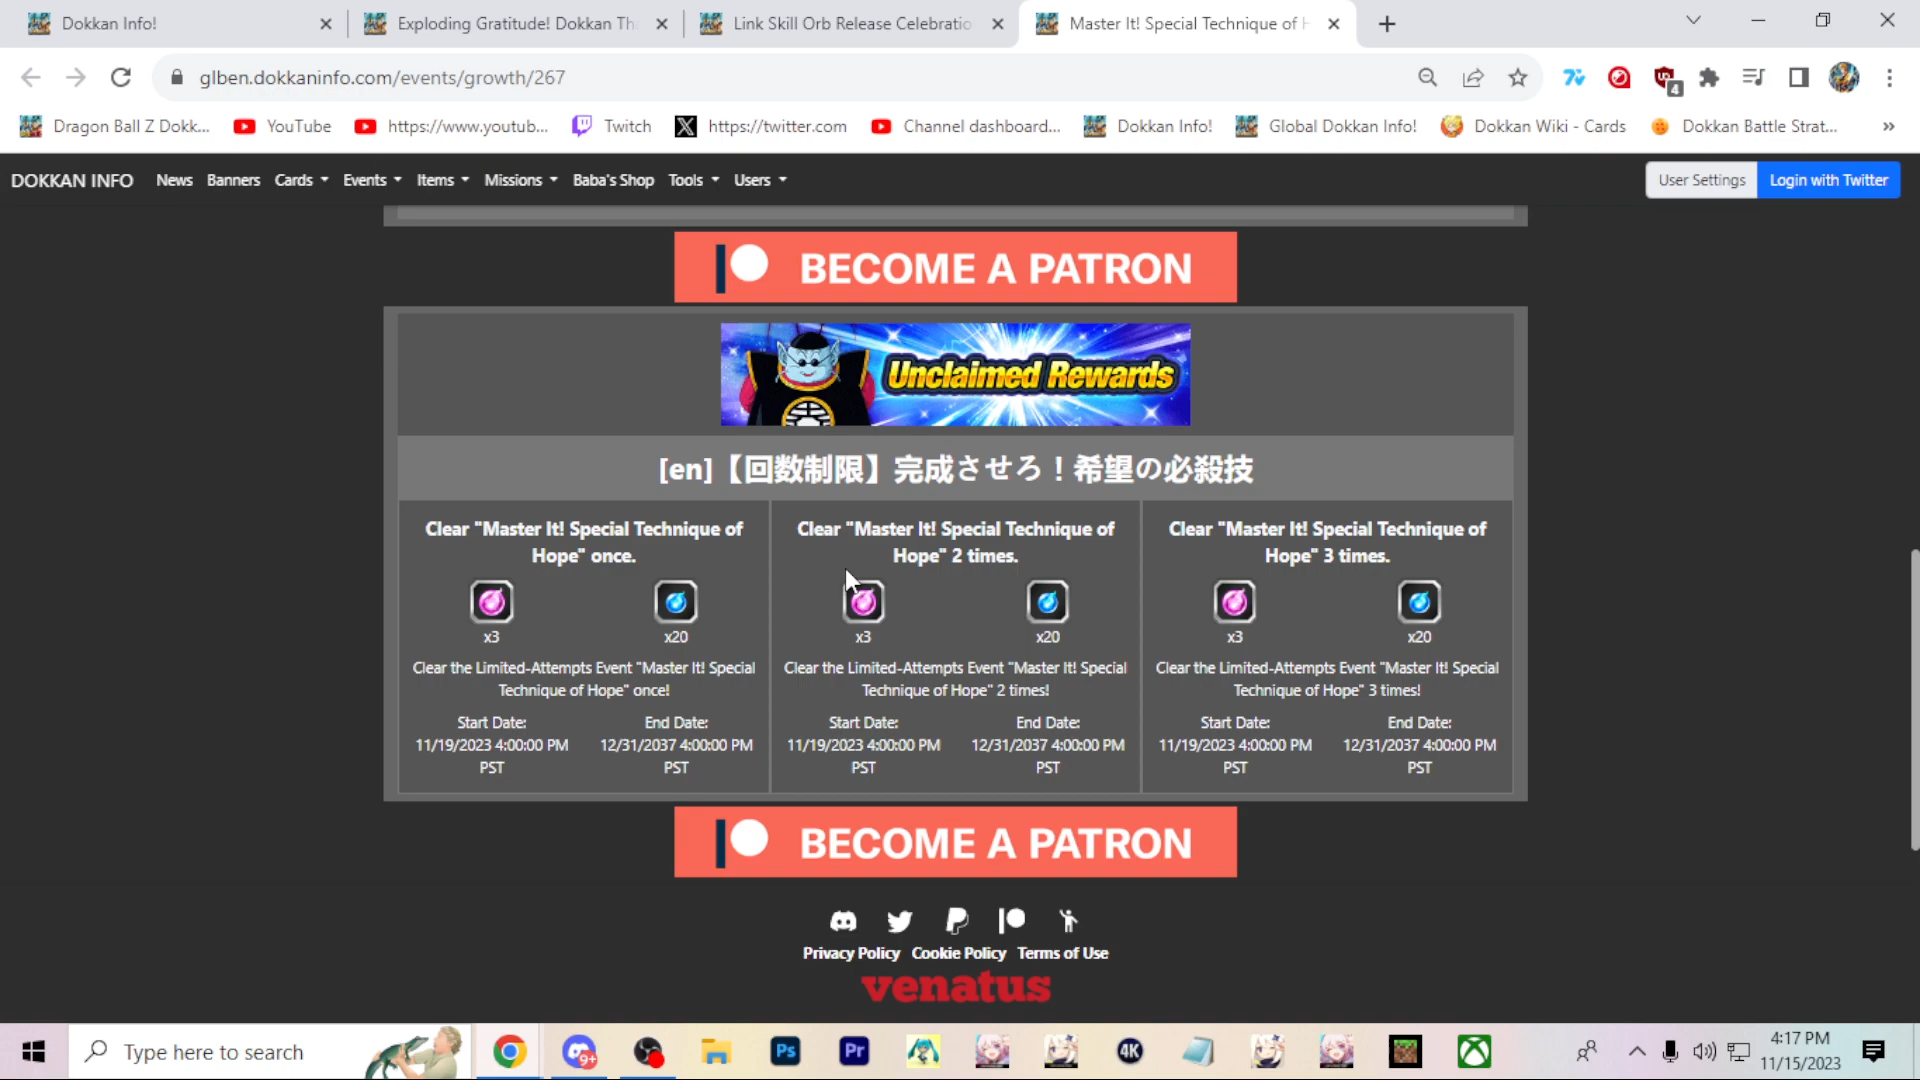 Dokkan Info!
Exploding Gratitude! Dokkan Th
Link Skill Orb Release Celebratio
Master It! Special Technique of H
glben.dokkaninfo.com/events/growth/267
4
Dragon Ball Z Dokk...
YouTube
https://www.youtub...
Twitch
https://twitter.com
Channel dashboard...
Dokkan Info!
Global Dokkan Info!
Dokkan Wiki - Cards
Dokkan Battle Strat...
»
DOKKAN INFO News Banners Cards Events Items Missions Baba's Shop Tools Users
User Settings
Login with Twitter
BECOME A PATRON
Unclaimed Rewards
[en]【回数制限】完成させろ！希望の必殺技
Clear "Master It! Special Technique of
Hope" once.
x3 x20
Clear the Limited-Attempts Event "Master It! Special
Technique of Hope" once!
Start Date: End Date:
11/19/2023 4:00:00 PM 12/31/2037 4:00:00 PM
PST PST
Clear "Master It! Special Technique of
Hope" 2 times.
x3 x20
Clear the Limited-Attempts Event "Master It! Special
Technique of Hope" 2 times!
Start Date: End Date:
11/19/2023 4:00:00 PM 12/31/2037 4:00:00 PM
PST PST
Clear "Master It! Special Technique of
Hope" 3 times.
x3 x20
Clear the Limited-Attempts Event "Master It! Special
Technique of Hope" 3 times!
Start Date: End Date:
11/19/2023 4:00:00 PM 12/31/2037 4:00:00 PM
PST PST
BECOME A PATRON
Privacy Policy Cookie Policy Terms of Use
venatus
Type here to search
9+
Ps
Pr
4K
4:17 PM
11/15/2023